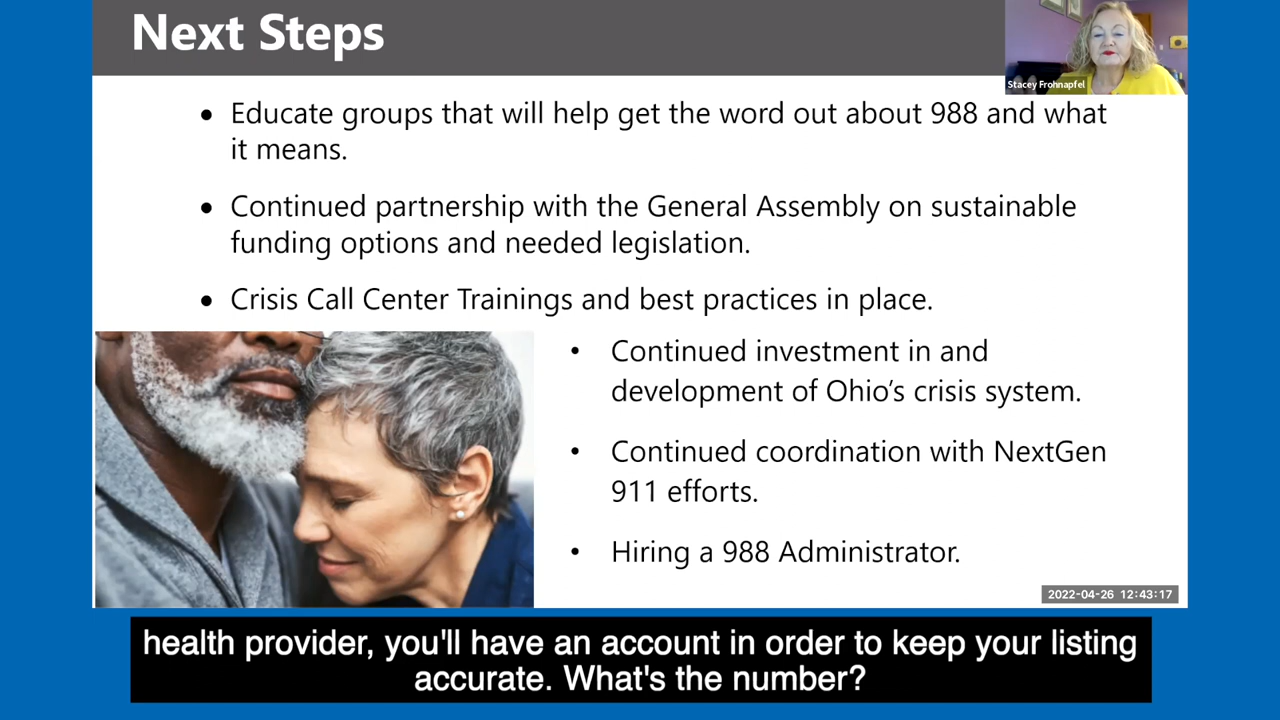 Next Steps
Stacey Frohnapfel
• Educate groups that will help get the word out about 988 and what
it means.
• Continued partnership with the General Assembly on sustainable
funding options and needed legislation.
• Crisis Call Center Trainings and best practices in place.
• Continued investment in and
development of Ohio's crisis system.
• Continued coordination with NextGen
911 efforts.
• Hiring a 988 Administrator.
2022-04-26 12:43:17
health provider, you'll have an account in order to keep your listing
accurate. What's the number?